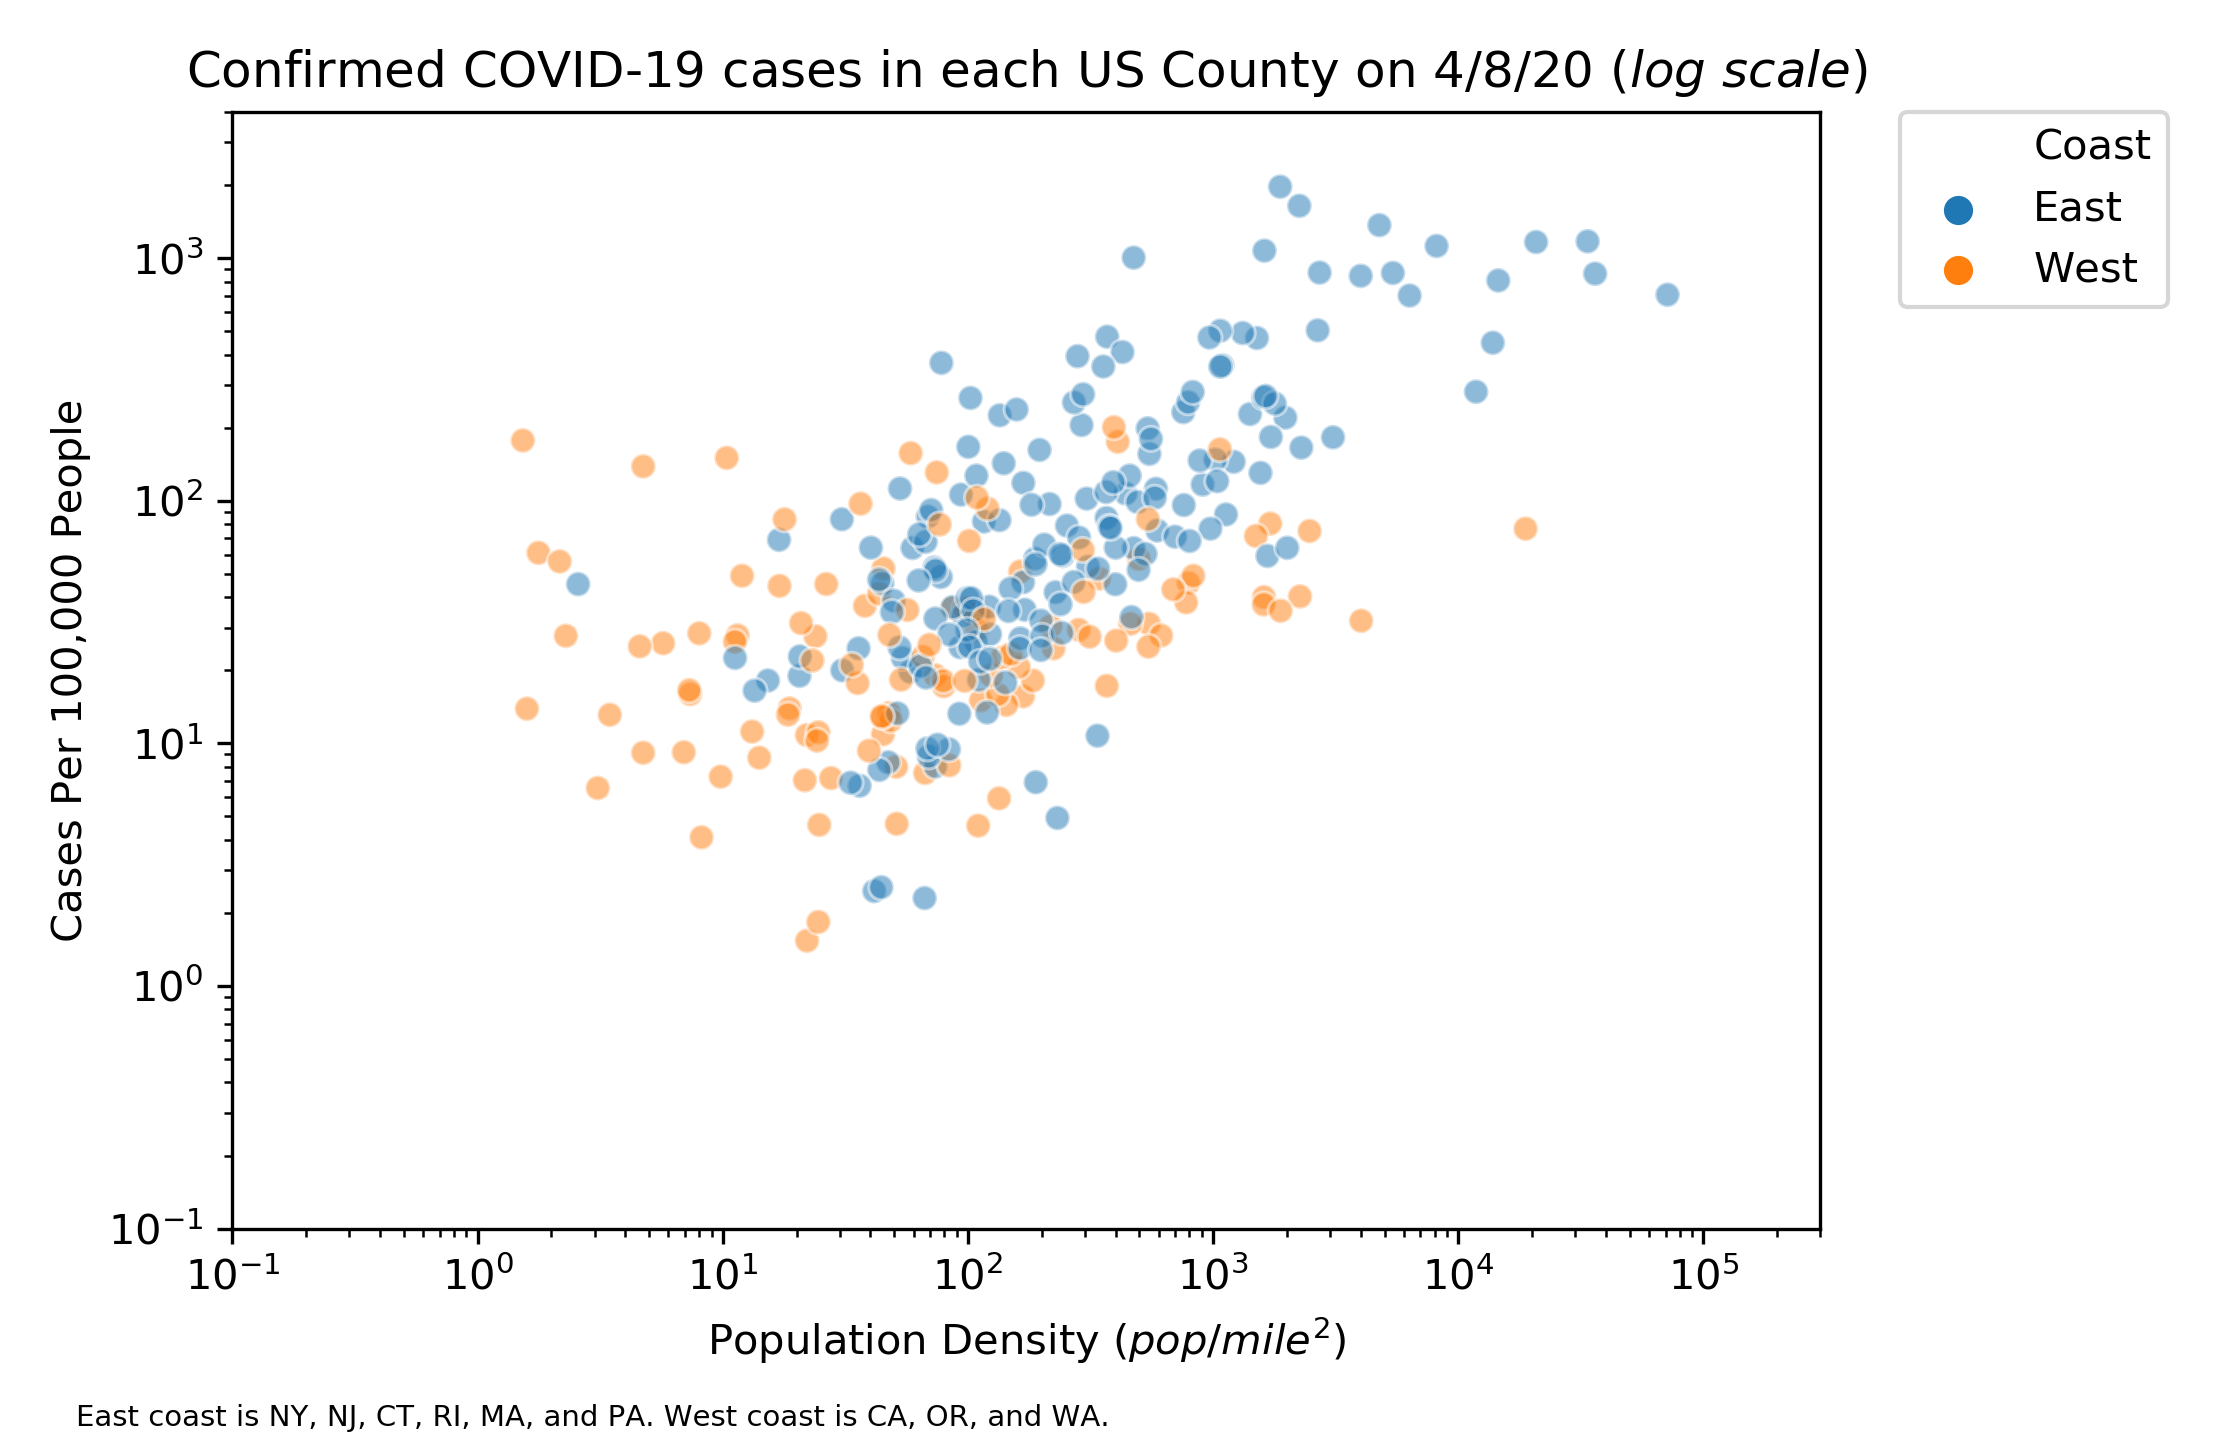 Confirmed COVID-19 cases in each US County on 4/8/20 (log scale)
Coast
East
West
Cases Per 100,000 People
10³
10²
10¹
10⁰
10⁻¹
10⁻¹ 10⁰ 10¹ 10² 10³ 10⁴ 10⁵
Population Density (pop/mile²)
East coast is NY, NJ, CT, RI, MA, and PA. West coast is CA, OR, and WA.